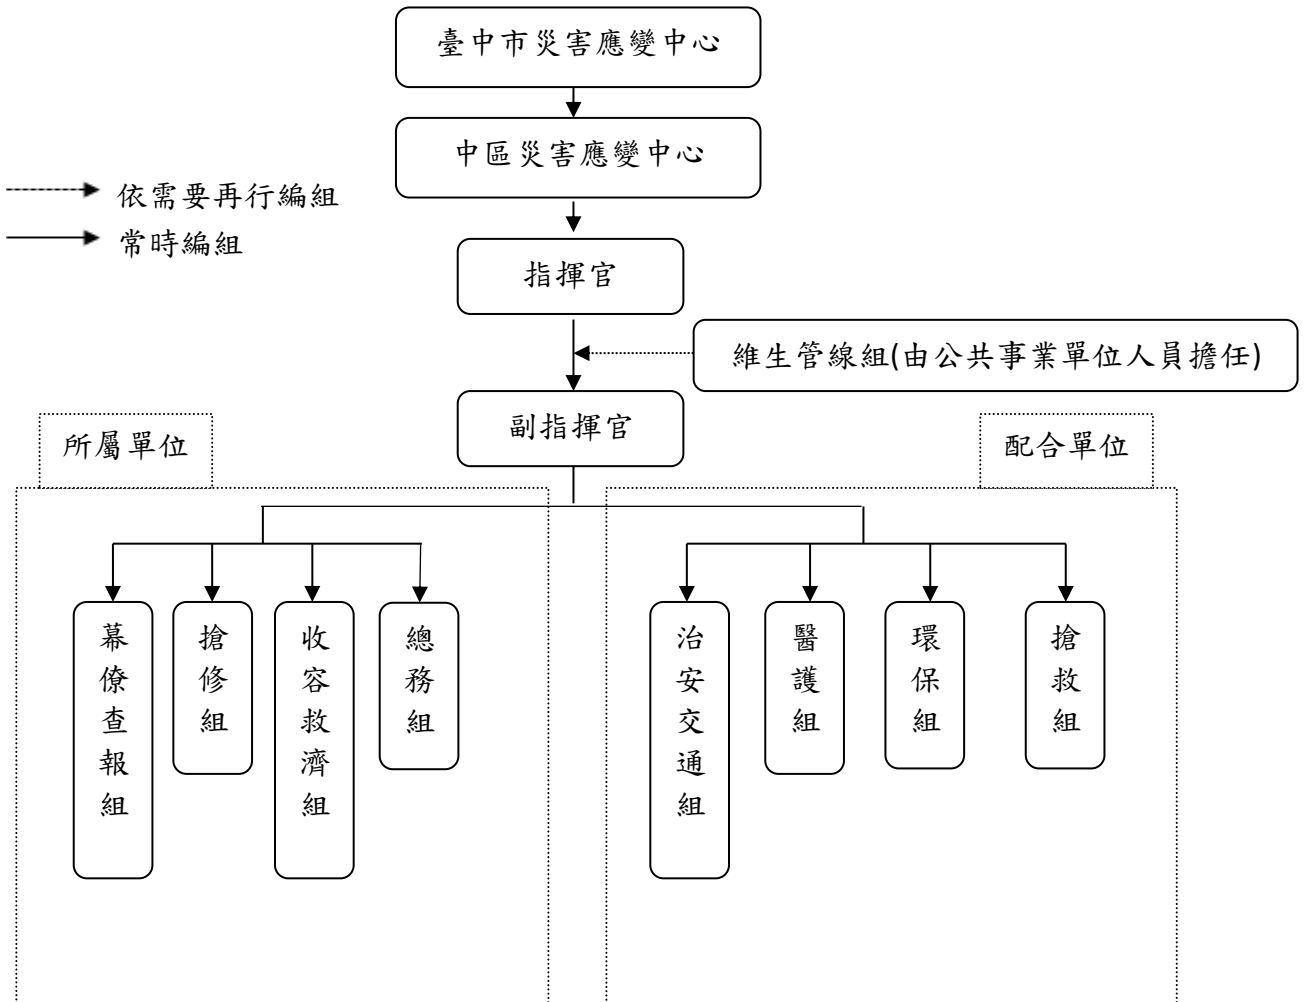 臺中市災害應變中心
中區災害應變中心
依需要再行編組
常時編組
指揮官
維生管線組(由公共事業單位人員擔任)
副指揮官
所屬單位
配合單位
幕僚查報組
搶修組
收容救濟組
總務組
治安交通組
醫護組
環保組
搶救組